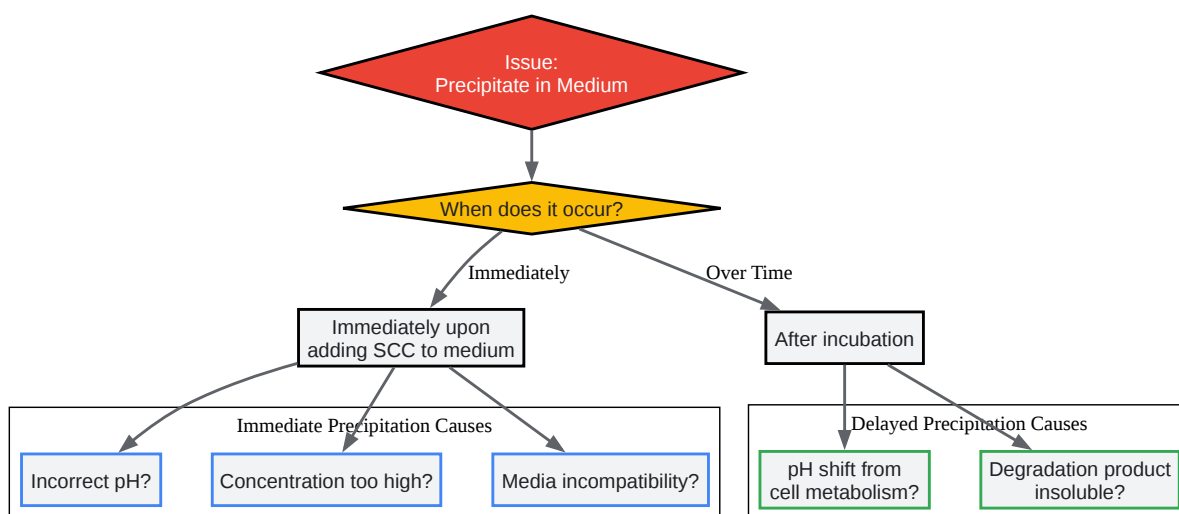 Issue:
Precipitate in Medium
When does it occur?
Immediately
Over Time
Immediately upon
adding SCC to medium
After incubation
Immediate Precipitation Causes
Delayed Precipitation Causes
Incorrect pH?
Concentration too high?
Media incompatibility?
pH shift from
cell metabolism?
Degradation product
insoluble?